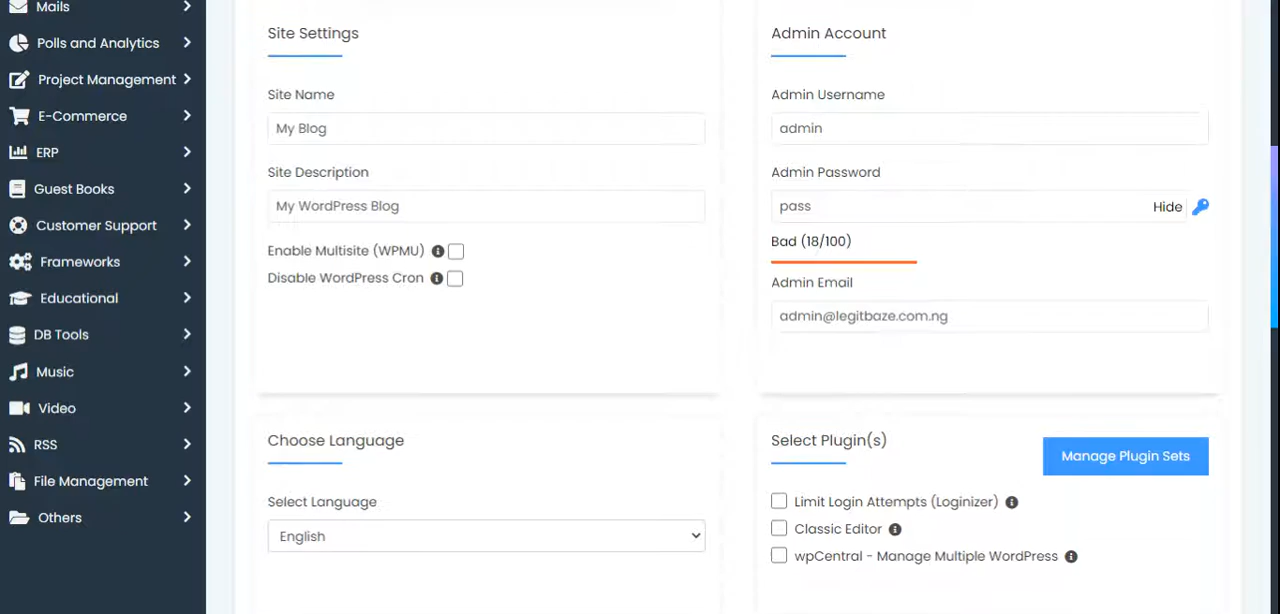 Mails
Polls and Analytics
Project Management
E-Commerce
ERP
Guest Books
Customer Support
Frameworks
Educational
DB Tools
Music
Video
RSS
File Management
Others
Site Settings
Site Name
My Blog
Site Description
My WordPress Blog
Enable Multisite (WPMU)
Disable WordPress Cron
Admin Account
Admin Username
admin
Admin Password
pass Hide
Bad (18/100)
Admin Email
admin@legitbaze.com.ng
Choose Language
Select Language
English
Select Plugin(s)
Manage Plugin Sets
Limit Login Attempts (Loginizer)
Classic Editor
wpCentral - Manage Multiple WordPress